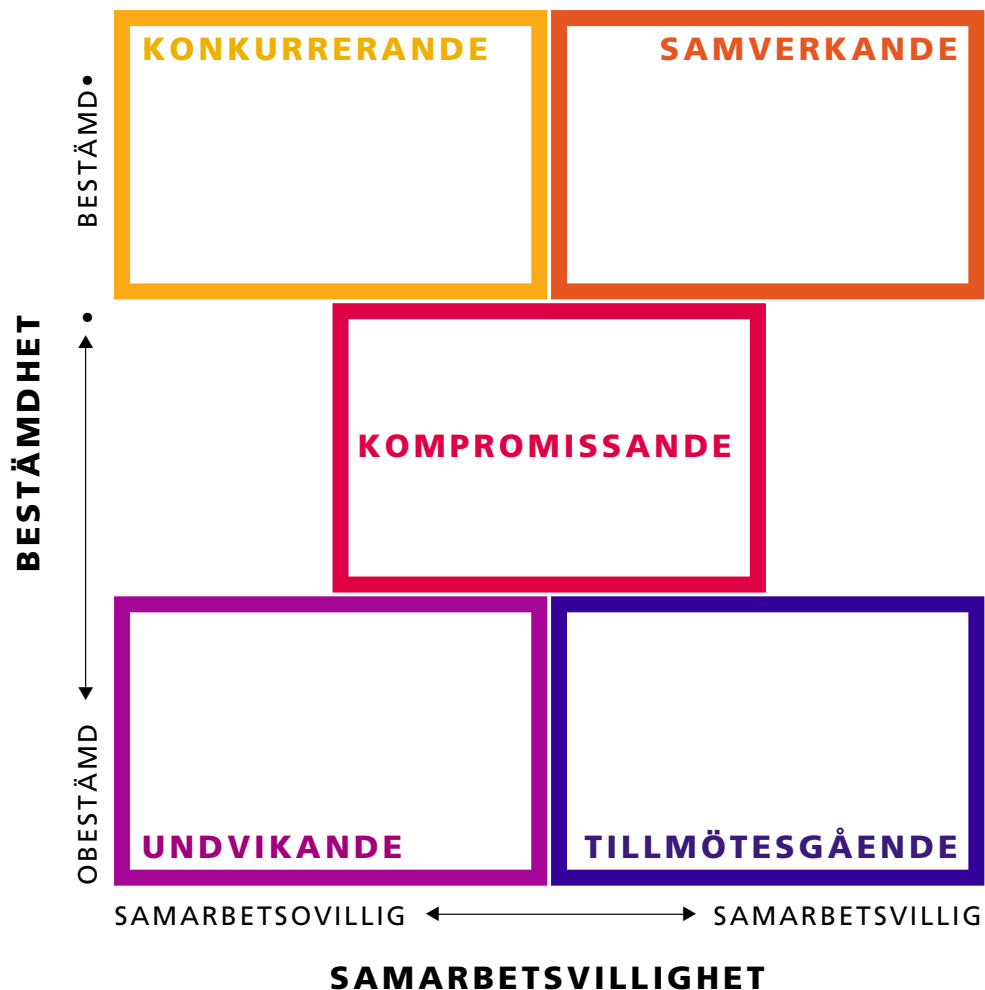 KONKURRERANDE
SAMVERKANDE
BESTÄMD
BESTÄMDHET
KOMPROMISSANDE
OBESTÄMD
UNDVIKANDE
TILLMÖTESGÅENDE
SAMARBETSOVILLIG
SAMARBETSVILLIG
SAMARBETSVILLIGHET